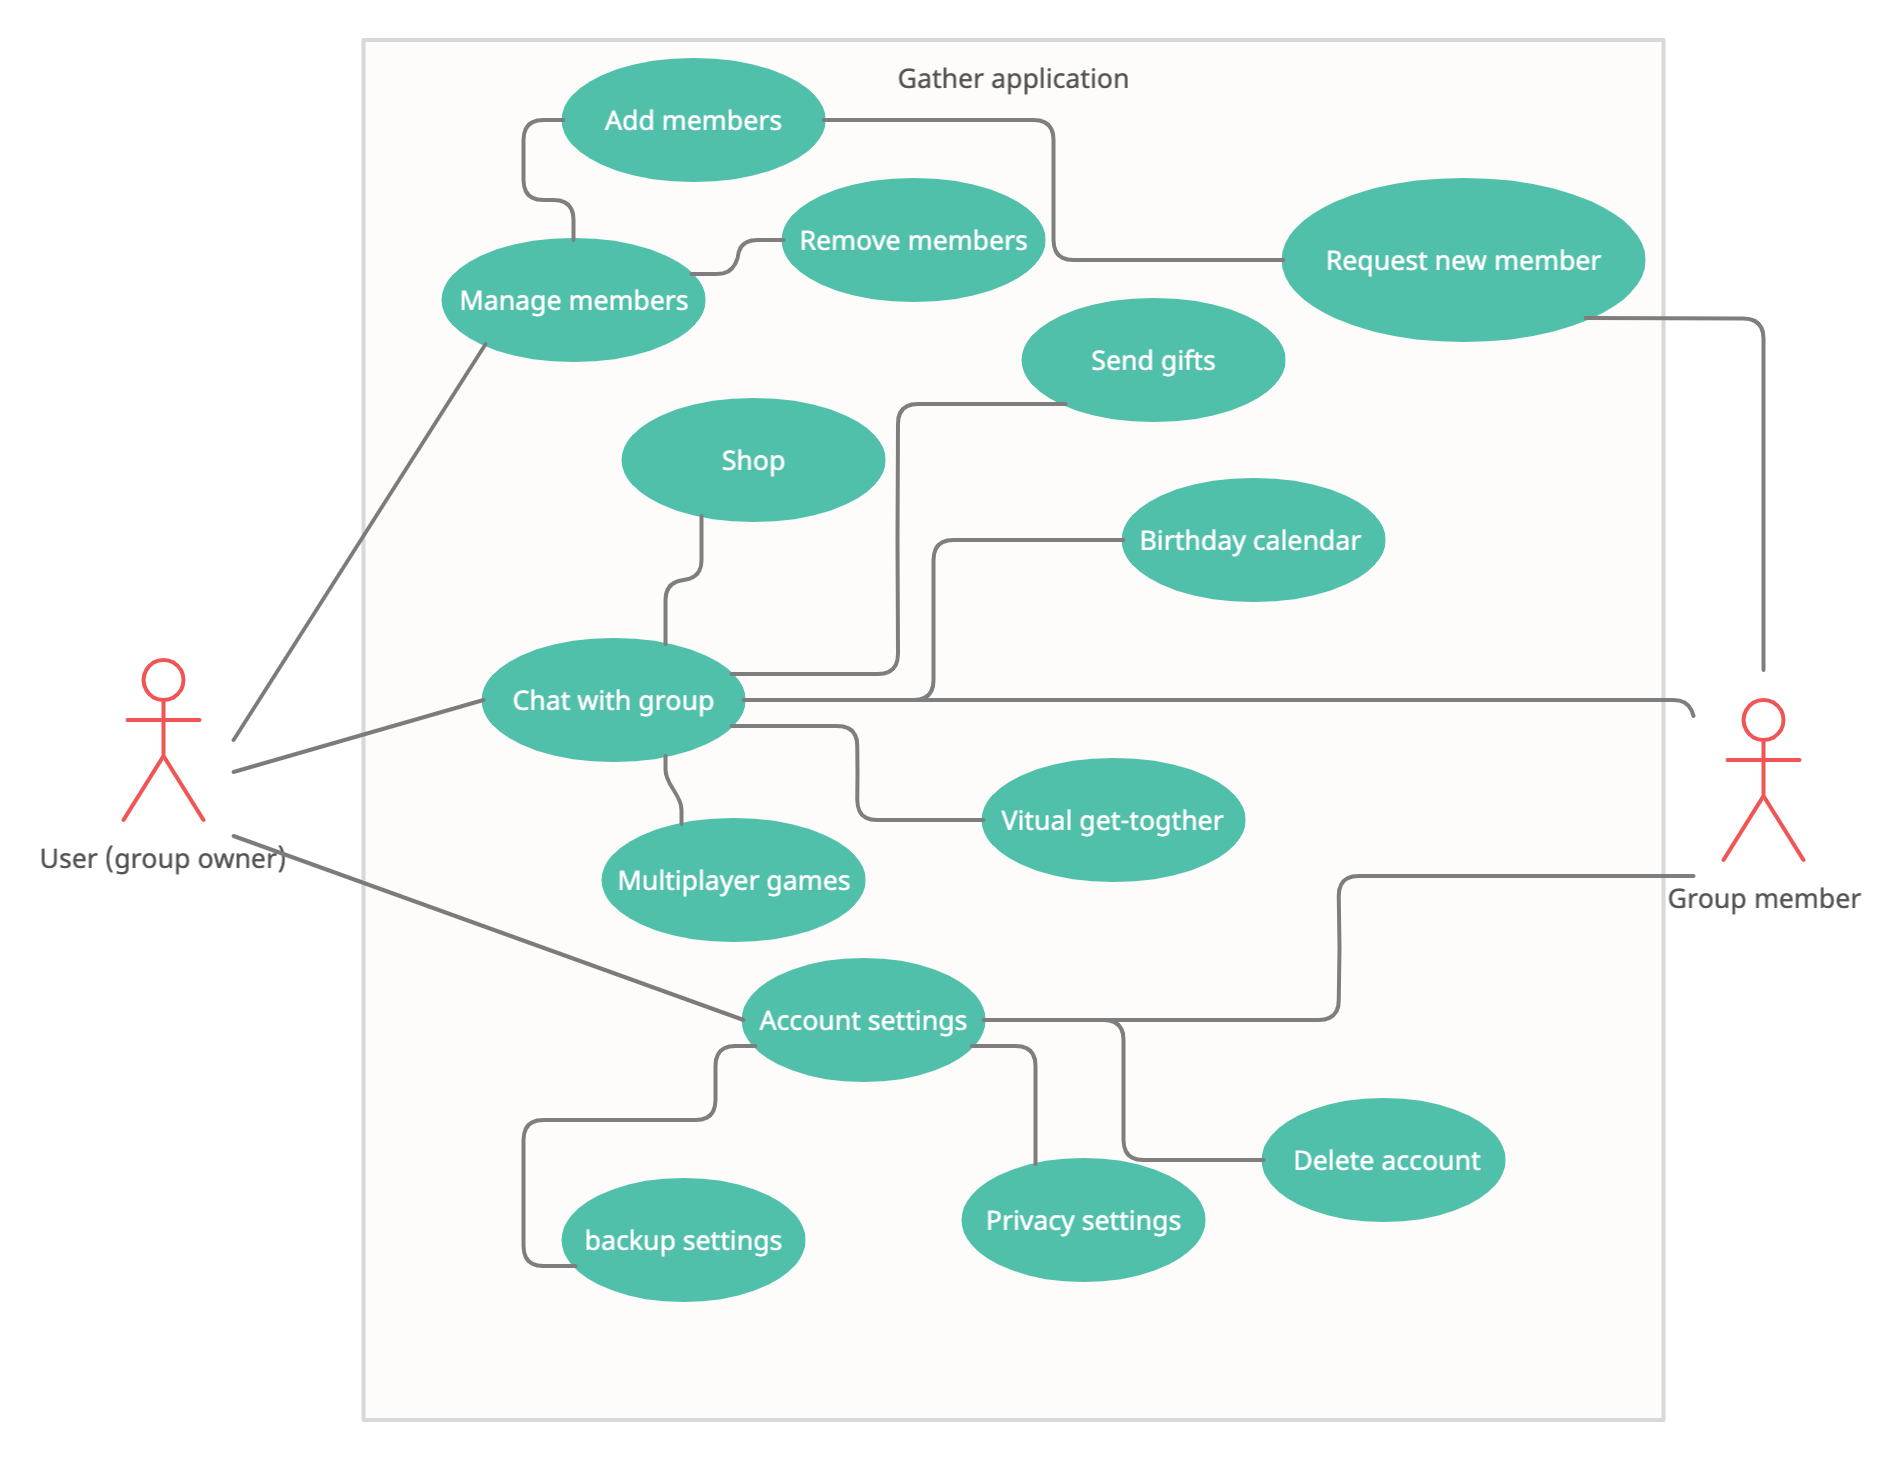 Gather application
Add members
Remove members
Request new member
Manage members
Send gifts
Shop
Birthday calendar
Chat with group
Vitual get-togther
User (group owner)
Multiplayer games
Group member
Account settings
Delete account
Privacy settings
backup settings